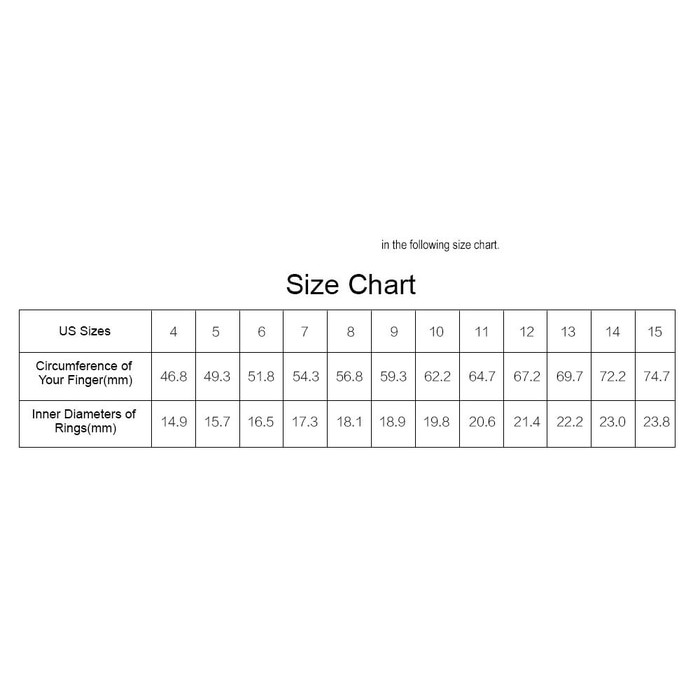 in the following size chart.
Size Chart
US Sizes 4 5 6 7 8 9 10 11 12 13 14 15
Circumference of
Your Finger(mm) 46.8 49.3 51.8 54.3 56.8 59.3 62.2 64.7 67.2 69.7 72.2 74.7
Inner Diameters of
Rings(mm) 14.9 15.7 16.5 17.3 18.1 18.9 19.8 20.6 21.4 22.2 23.0 23.8